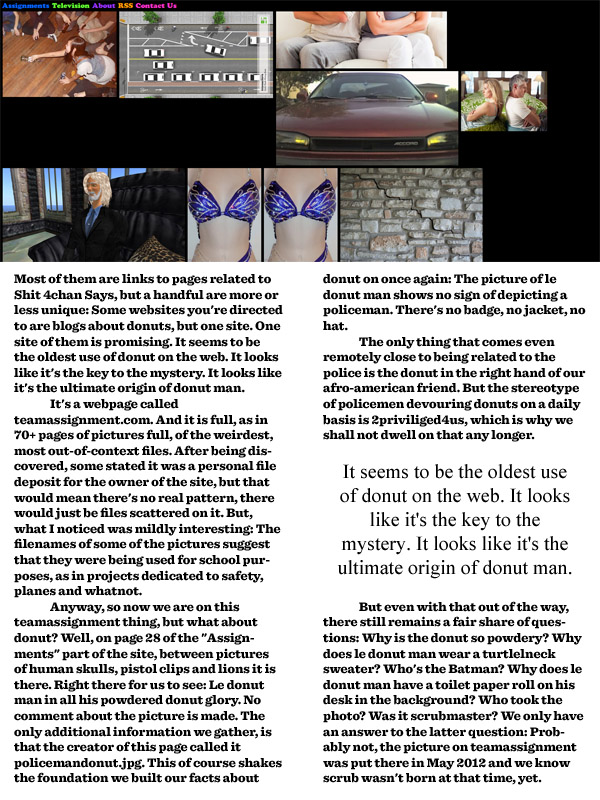 Assignments Television About RSS Contact Us
ACCORD
Most of them are links to pages related to
Shit 4chan Says, but a handful are more or
less unique: Some websites you're directed
to are blogs about donuts, but one site. One
site of them is promising. It seems to be
the oldest use of donut on the web. It looks
like it's the key to the mystery. It looks like
it's the ultimate origin of donut man.
It's a webpage called
teamassignment.com. And it is full, as in
70+ pages of pictures full, of the weirdest,
most out-of-context files. After being dis-
covered, some stated it was a personal file
deposit for the owner of the site, but that
would mean there's no real pattern, there
would just be files scattered on it. But,
what I noticed was mildly interesting: The
filenames of some of the pictures suggest
that they were being used for school pur-
poses, as in projects dedicated to safety,
planes and whatnot.
Anyway, so now we are on this
teamassignment thing, but what about
donut? Well, on page 28 of the "Assign-
ments" part of the site, between pictures
of human skulls, pistol clips and lions it is
there. Right there for us to see: Le donut
man in all his powdered donut glory. No
comment about the picture is made. The
only additional information we gather, is
that the creator of this page called it
policemandonut.jpg. This of course shakes
the foundation we built our facts about
donut on once again: The picture of le
donut man shows no sign of depicting a
policeman. There's no badge, no jacket, no
hat.
The only thing that comes even
remotely close to being related to the
police is the donut in the right hand of our
afro-american friend. But the stereotype
of policemen devouring donuts on a daily
basis is 2priviliged4us, which is why we
shall not dwell on that any longer.
It seems to be the oldest use
of donut on the web. It looks
like it's the key to the
mystery. It looks like it's the
ultimate origin of donut man.
But even with that out of the way,
there still remains a fair share of ques-
tions: Why is the donut so powdery? Why
does le donut man wear a turtlelneck
sweater? Who's the Batman? Why does le
donut man have a toilet paper roll on his
desk in the background? Who took the
photo? Was it scrubmaster? We only have
an answer to the latter question: Prob-
ably not, the picture on teamassignment
was put there in May 2012 and we know
scrub wasn't born at that time, yet.